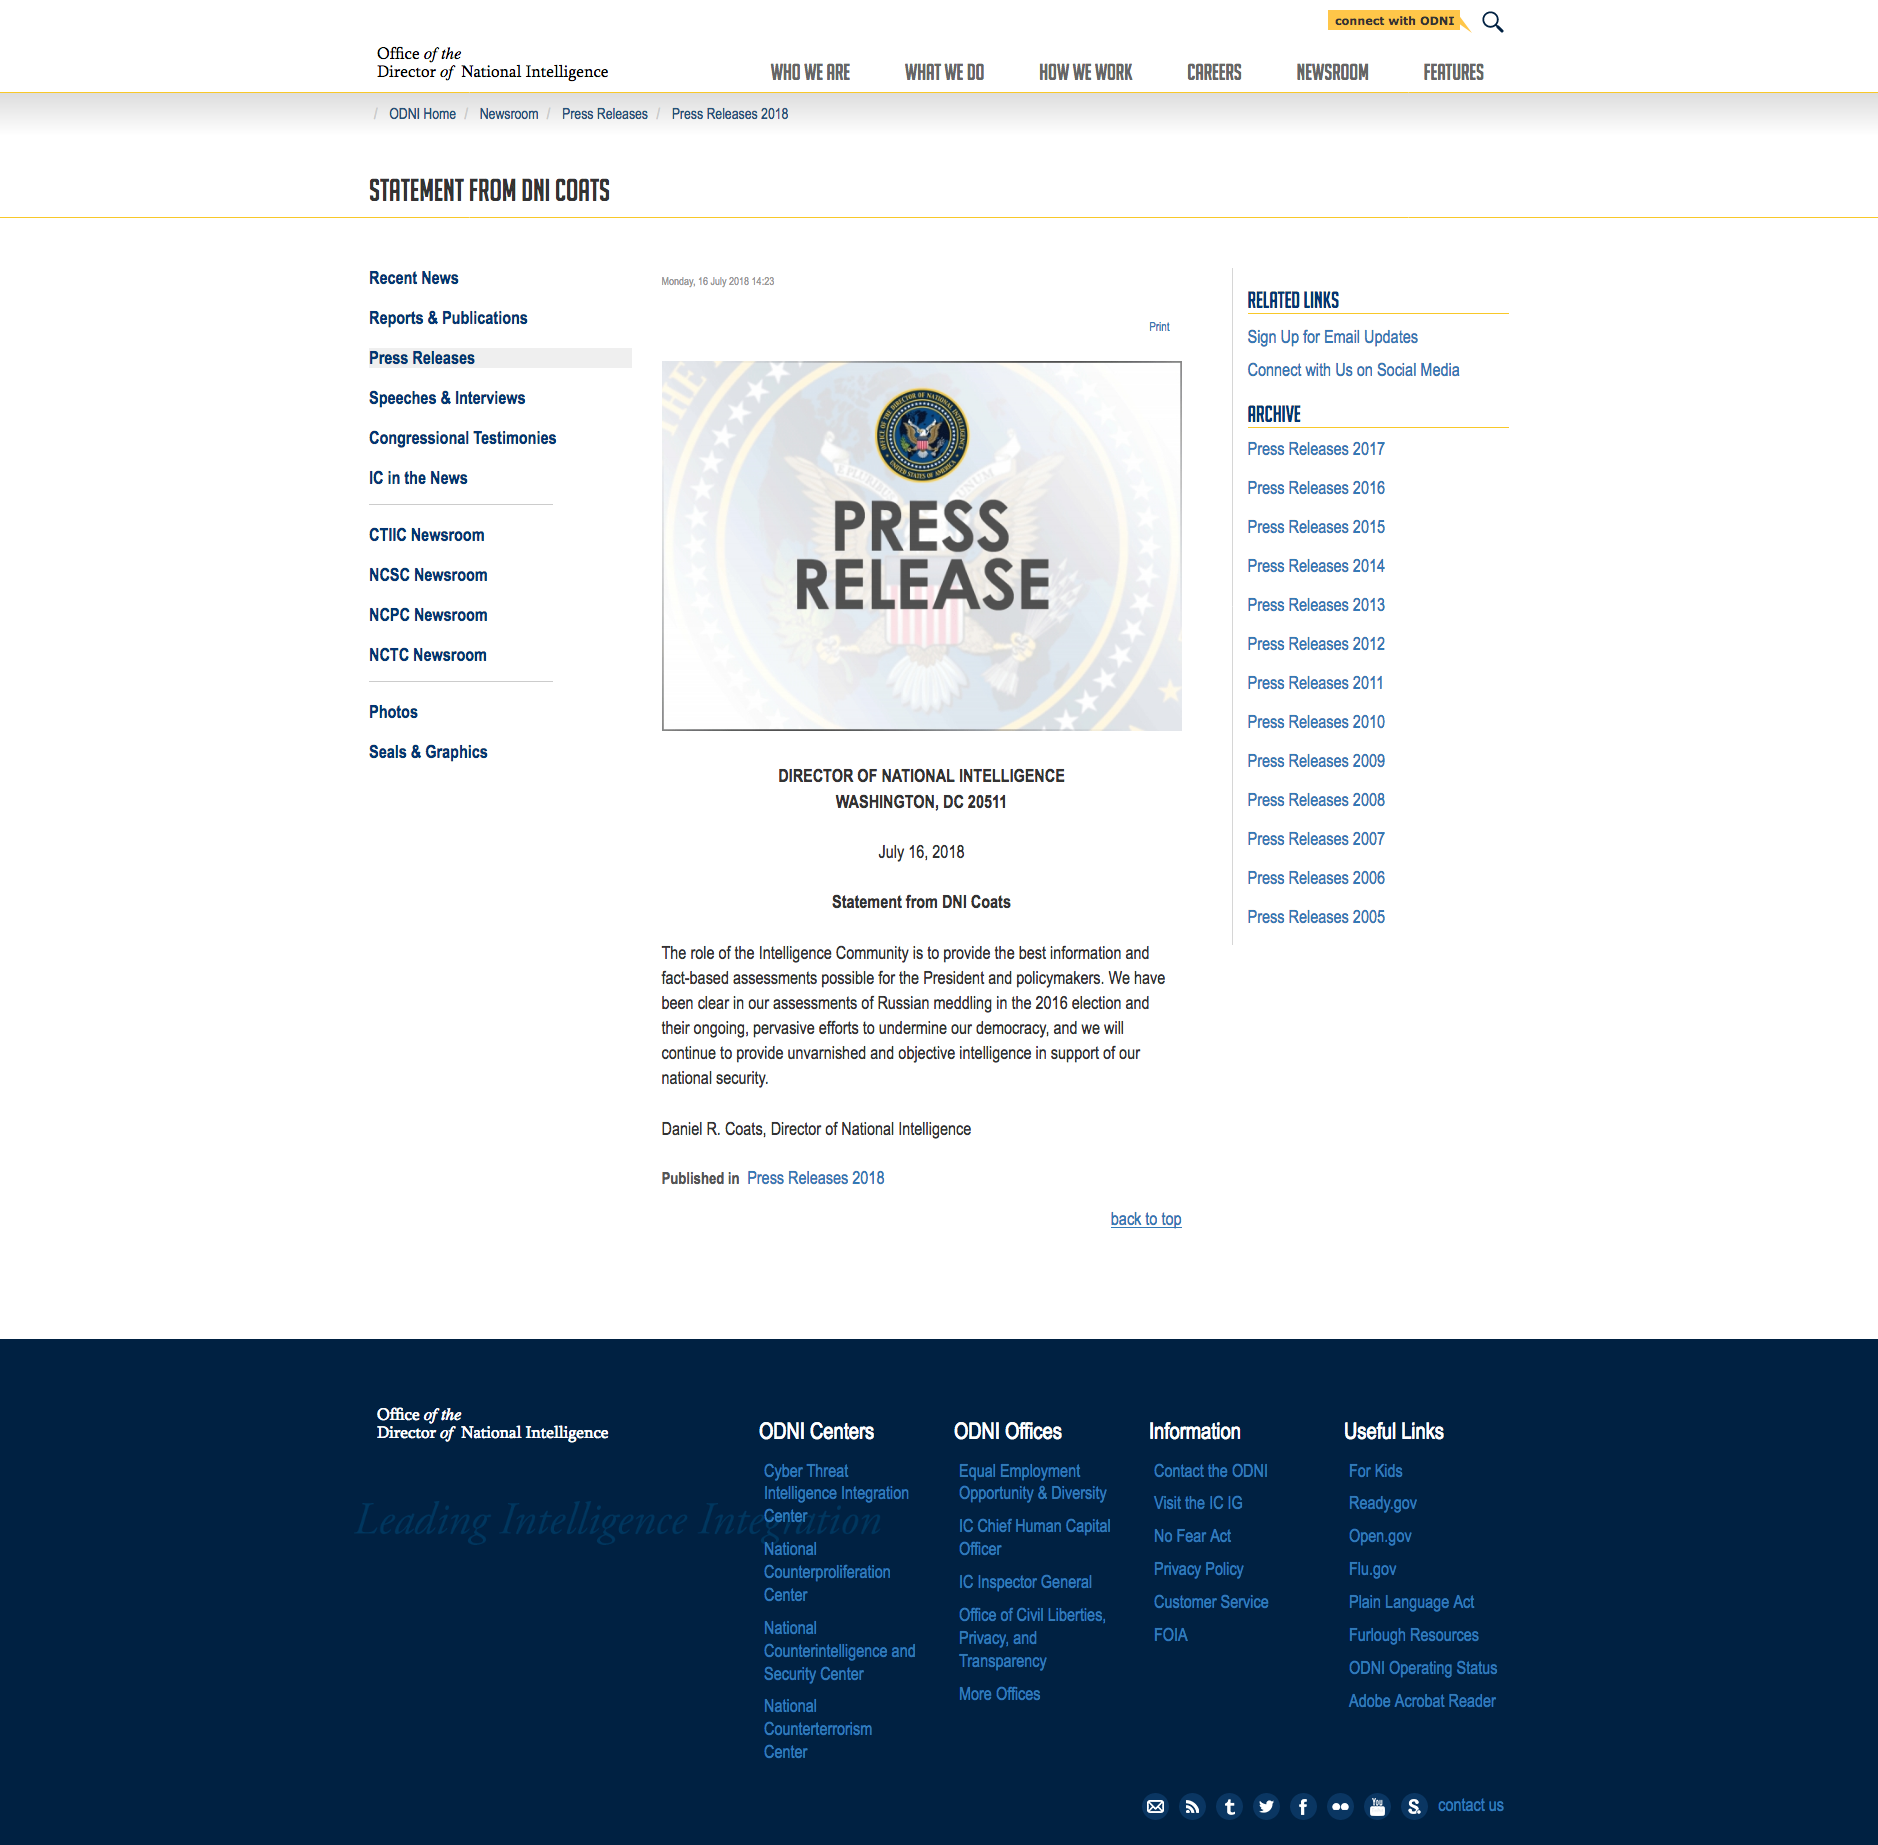 connect with ODNI
Office of the
Director of National Intelligence
WHO WE ARE
WHAT WE DO
HOW WE WORK
CAREERS
NEWSROOM
FEATURES
/ ODNI Home / Newsroom / Press Releases / Press Releases 2018
STATEMENT FROM DNI COATS
Recent News
Reports & Publications
Press Releases
Speeches & Interviews
Congressional Testimonies
IC in the News
CTIIC Newsroom
NCSC Newsroom
NCPC Newsroom
NCTC Newsroom
Photos
Seals & Graphics
Monday, 16 July 2018 14:23
Print
OFFICE OF THE DIRECTOR OF NATIONAL INTELLIGENCE
UNITED STATES OF AMERICA
PRESS
RELEASE
DIRECTOR OF NATIONAL INTELLIGENCE
WASHINGTON, DC 20511
July 16, 2018
Statement from DNI Coats
The role of the Intelligence Community is to provide the best information and
fact-based assessments possible for the President and policymakers. We have
been clear in our assessments of Russian meddling in the 2016 election and
their ongoing, pervasive efforts to undermine our democracy, and we will
continue to provide unvarnished and objective intelligence in support of our
national security.
Daniel R. Coats, Director of National Intelligence
Published in Press Releases 2018
back to top
RELATED LINKS
Sign Up for Email Updates
Connect with Us on Social Media
ARCHIVE
Press Releases 2017
Press Releases 2016
Press Releases 2015
Press Releases 2014
Press Releases 2013
Press Releases 2012
Press Releases 2011
Press Releases 2010
Press Releases 2009
Press Releases 2008
Press Releases 2007
Press Releases 2006
Press Releases 2005
Office of the
Director of National Intelligence
Leading Intelligence Integration
ODNI Centers
Cyber Threat
Intelligence Integration
Center
National
Counterproliferation
Center
National
Counterintelligence and
Security Center
National
Counterterrorism
Center
ODNI Offices
Equal Employment
Opportunity & Diversity
IC Chief Human Capital
Officer
IC Inspector General
Office of Civil Liberties,
Privacy, and
Transparency
More Offices
Information
Contact the ODNI
Visit the IC IG
No Fear Act
Privacy Policy
Customer Service
FOIA
Useful Links
For Kids
Ready.gov
Open.gov
Flu.gov
Plain Language Act
Furlough Resources
ODNI Operating Status
Adobe Acrobat Reader
contact us